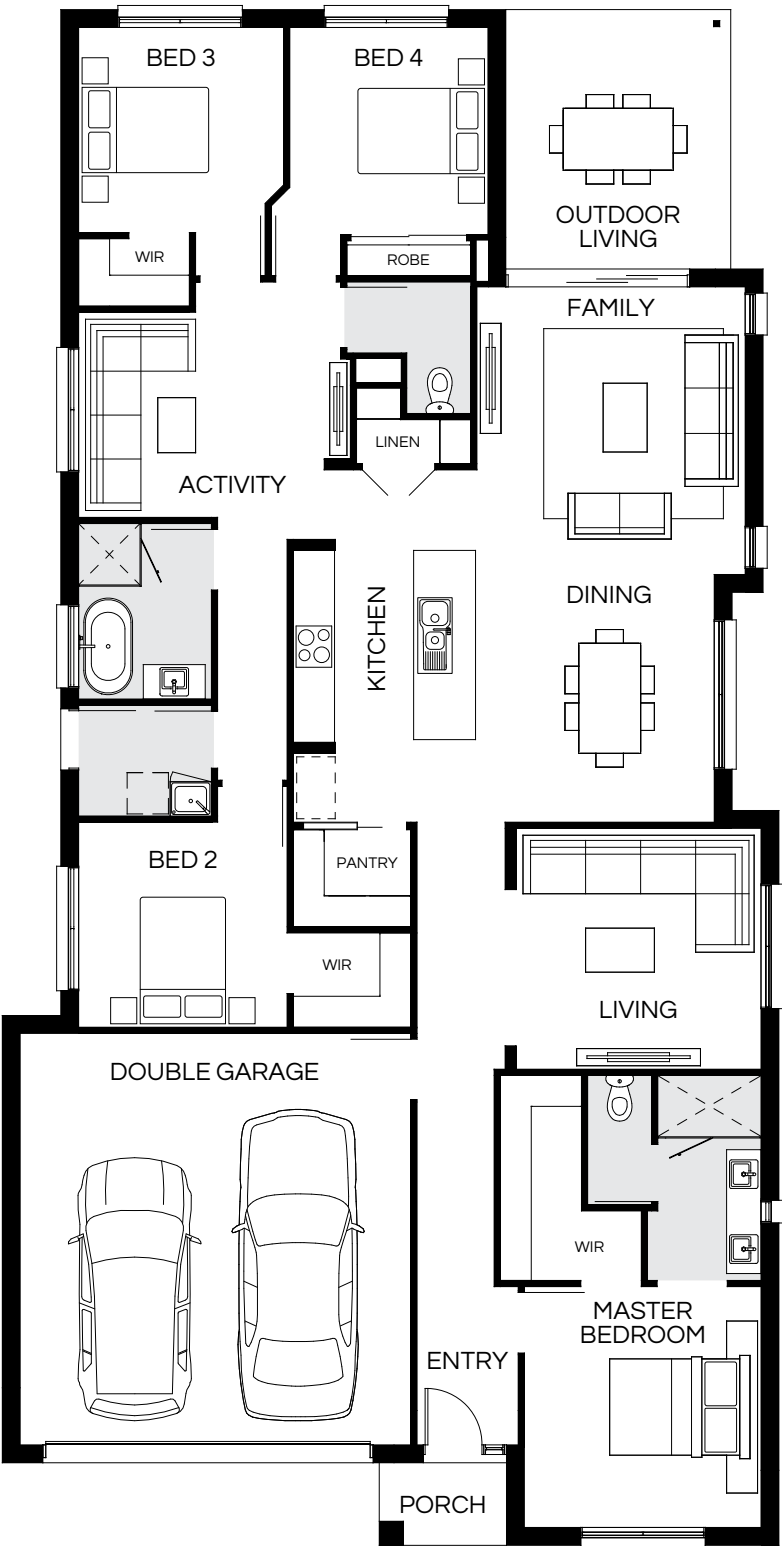 BED 3
BED 4
OUTDOOR
LIVING
WIR
ROBE
FAMILY
LINEN
ACTIVITY
KITCHEN
DINING
BED 2
PANTRY
WIR
LIVING
DOUBLE GARAGE
WIR
MASTER
BEDROOM
ENTRY
PORCH